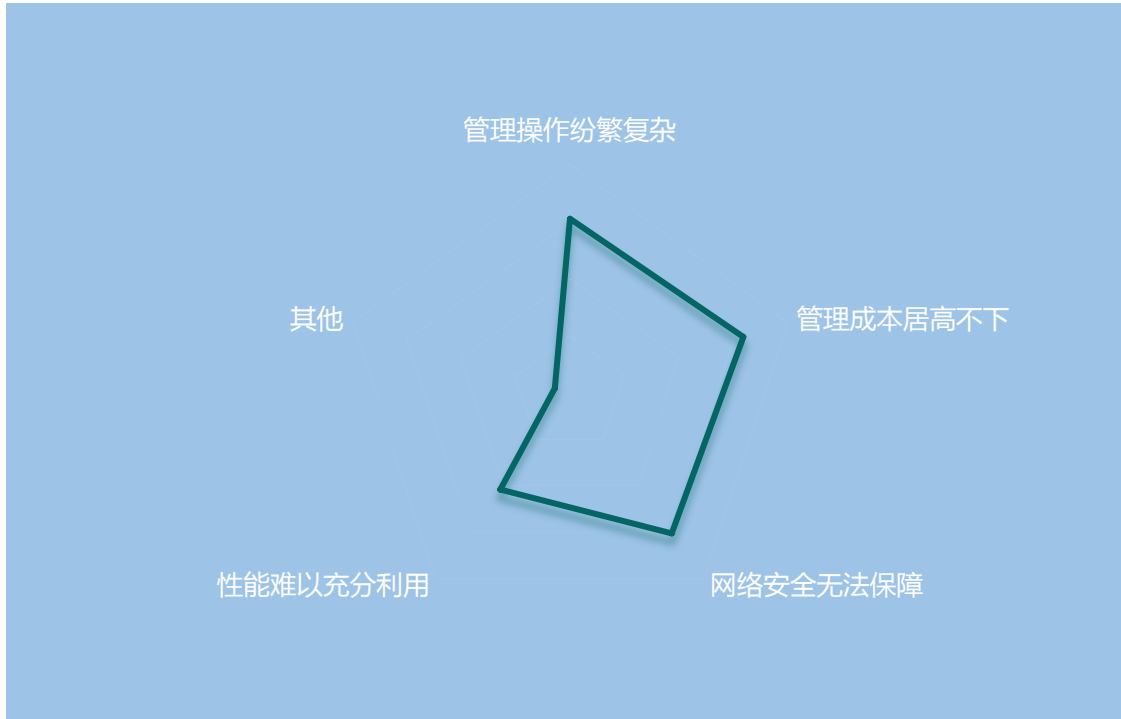 管理操作纷繁复杂
其他
管理成本居高不下
性能难以充分利用
网络安全无法保障